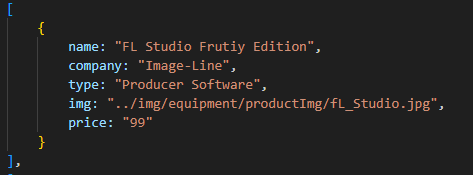 [
{
name: "FL Studio Frutiy Edition",
company: "Image-Line",
type: "Producer Software",
img: "../img/equipment/productImg/fL_Studio.jpg",
price: "99"
}
],